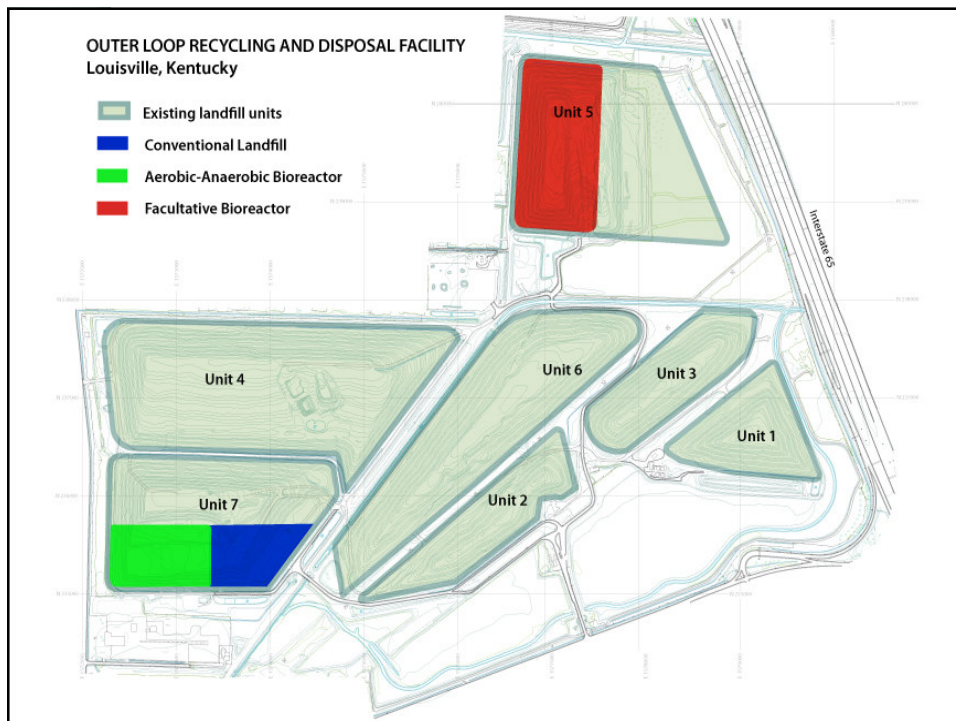 OUTER LOOP RECYCLING AND DISPOSAL FACILITY
Louisville, Kentucky
Existing landfill units
Conventional Landfill
Aerobic-Anaerobic Bioreactor
Facultative Bioreactor
Unit 5
Interstate 65
Unit 4
Unit 6
Unit 3
Unit 1
Unit 7
Unit 2